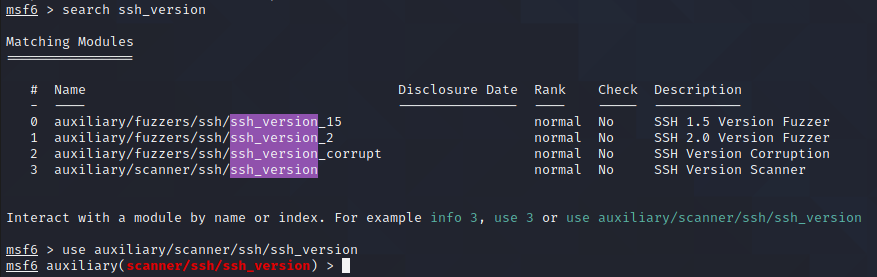 msf6 > search ssh_version
Matching Modules
================
# Name Disclosure Date Rank Check Description
- ---- --------------- ---- ----- -----------
0 auxiliary/fuzzers/ssh/ssh_version_15 normal No SSH 1.5 Version Fuzzer
1 auxiliary/fuzzers/ssh/ssh_version_2 normal No SSH 2.0 Version Fuzzer
2 auxiliary/fuzzers/ssh/ssh_version_corrupt normal No SSH Version Corruption
3 auxiliary/scanner/ssh/ssh_version normal No SSH Version Scanner
Interact with a module by name or index. For example info 3, use 3 or use auxiliary/scanner/ssh/ssh_version
msf6 > use auxiliary/scanner/ssh/ssh_version
msf6 auxiliary(scanner/ssh/ssh_version) >